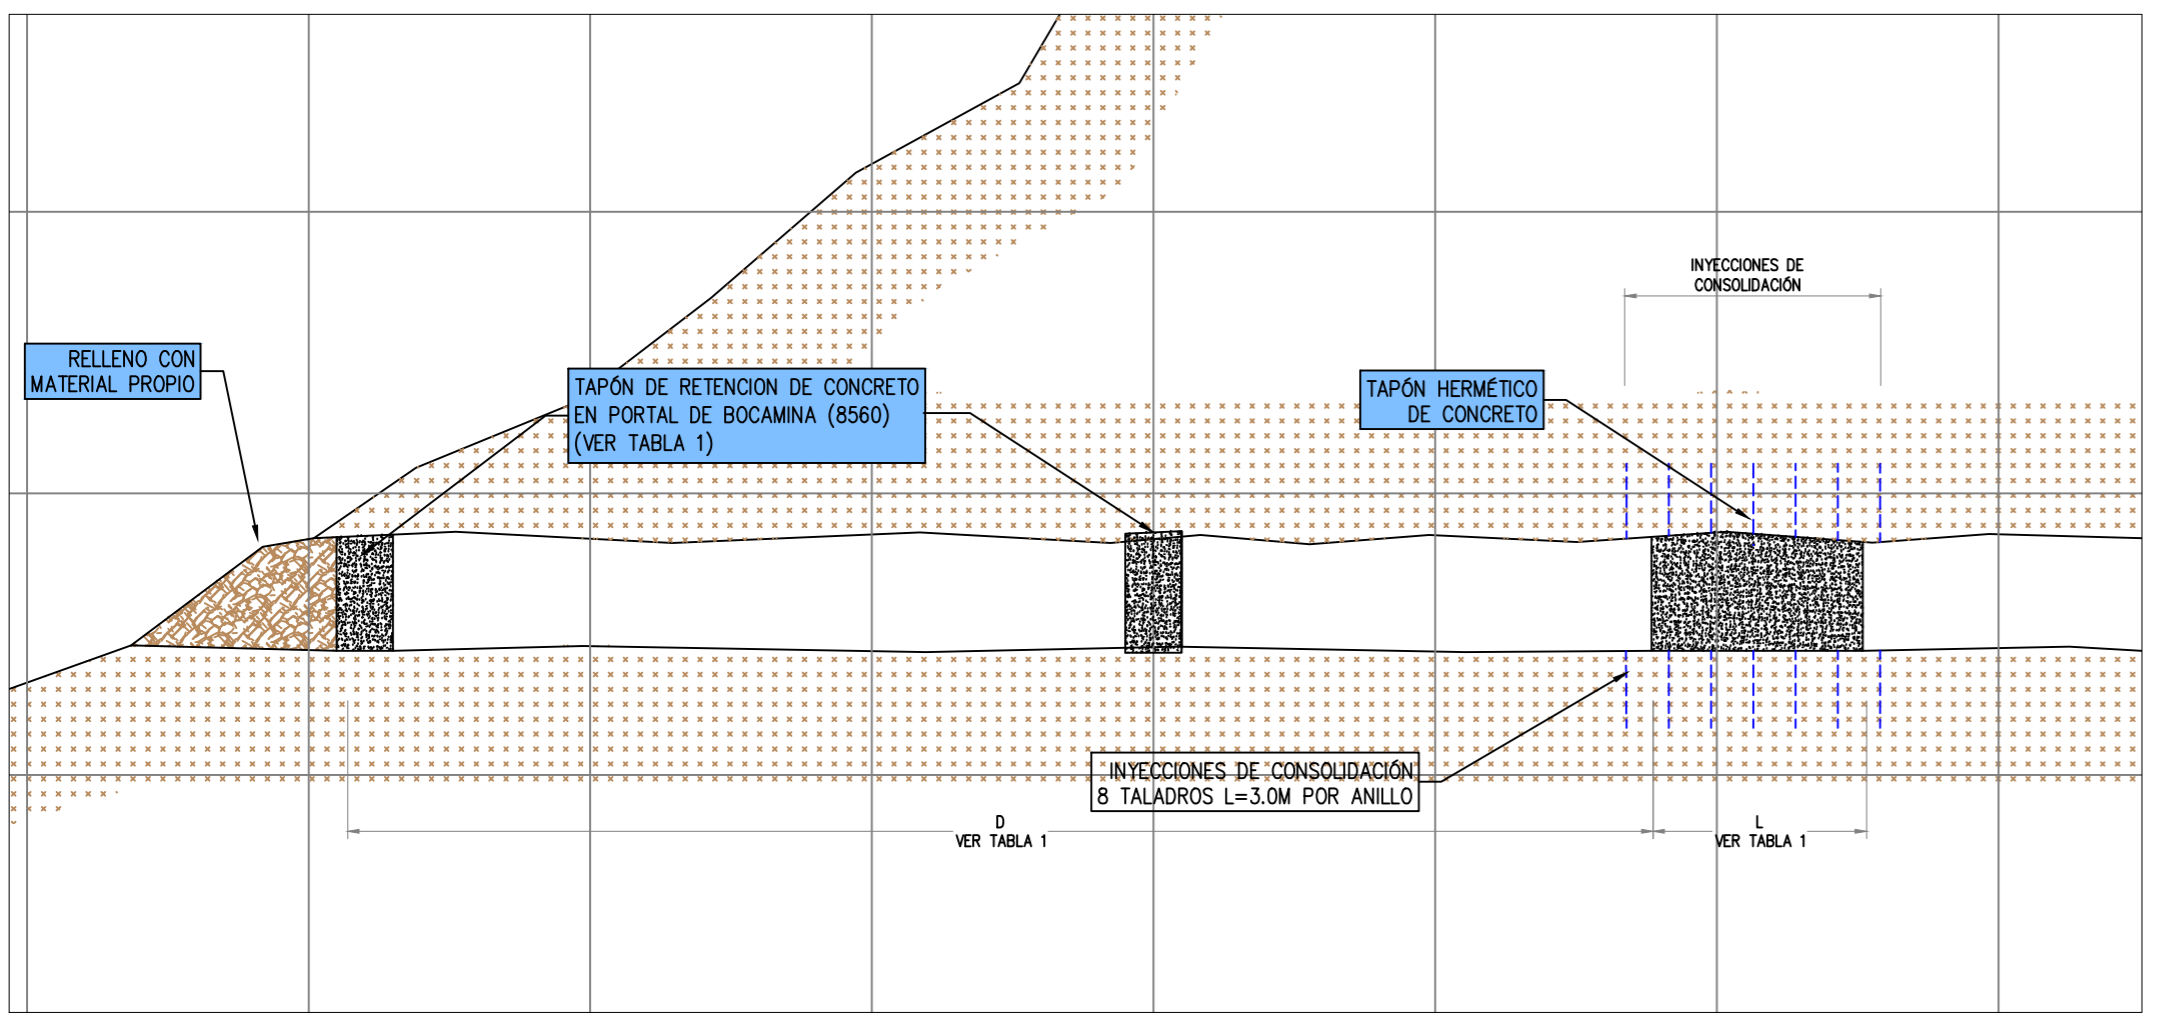 INYECCIONES DE
CONSOLIDACIÓN
RELLENO CON
MATERIAL PROPIO
TAPÓN DE RETENCION DE CONCRETO
EN PORTAL DE BOCAMINA (8560)
(VER TABLA 1)
TAPÓN HERMÉTICO
DE CONCRETO
INYECCIONES DE CONSOLIDACIÓN
8 TALADROS L=3.0M POR ANILLO
D
VER TABLA 1
L
VER TABLA 1